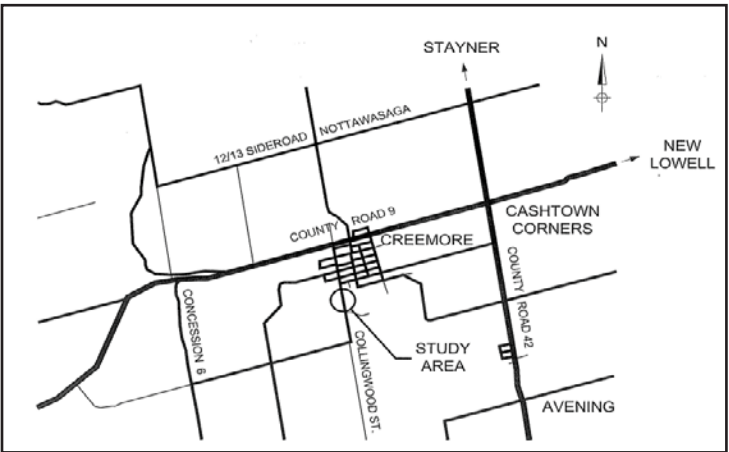 STAYNER
N
12/13 SIDEROAD
NOTTAWASAGA
NEW
LOWELL
COUNTY ROAD 9
CASHTOWN
CORNERS
CREEMORE
COUNTY ROAD 42
CONCESSION 6
COLLINGWOOD ST.
STUDY
AREA
AVENING